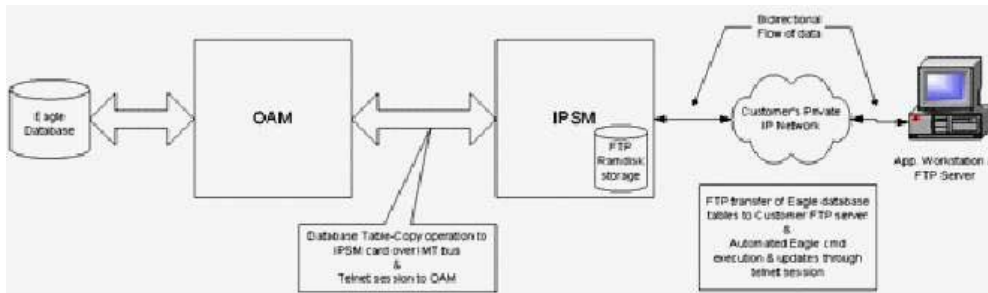 Bidirectional
Flow of data
Eagle
Database
OAM
IPSM
FTP
Ramdisk
storage
Customer's Private
IP Network
App. Workstation
FTP Server
Database Table-Copy operation to
IPSM card over IMT bus
&
Telnet session to OAM
FTP transfer of Eagle database
tables to Customer FTP server
&
Automated Eagle cmd
execution & updates through
telnet session